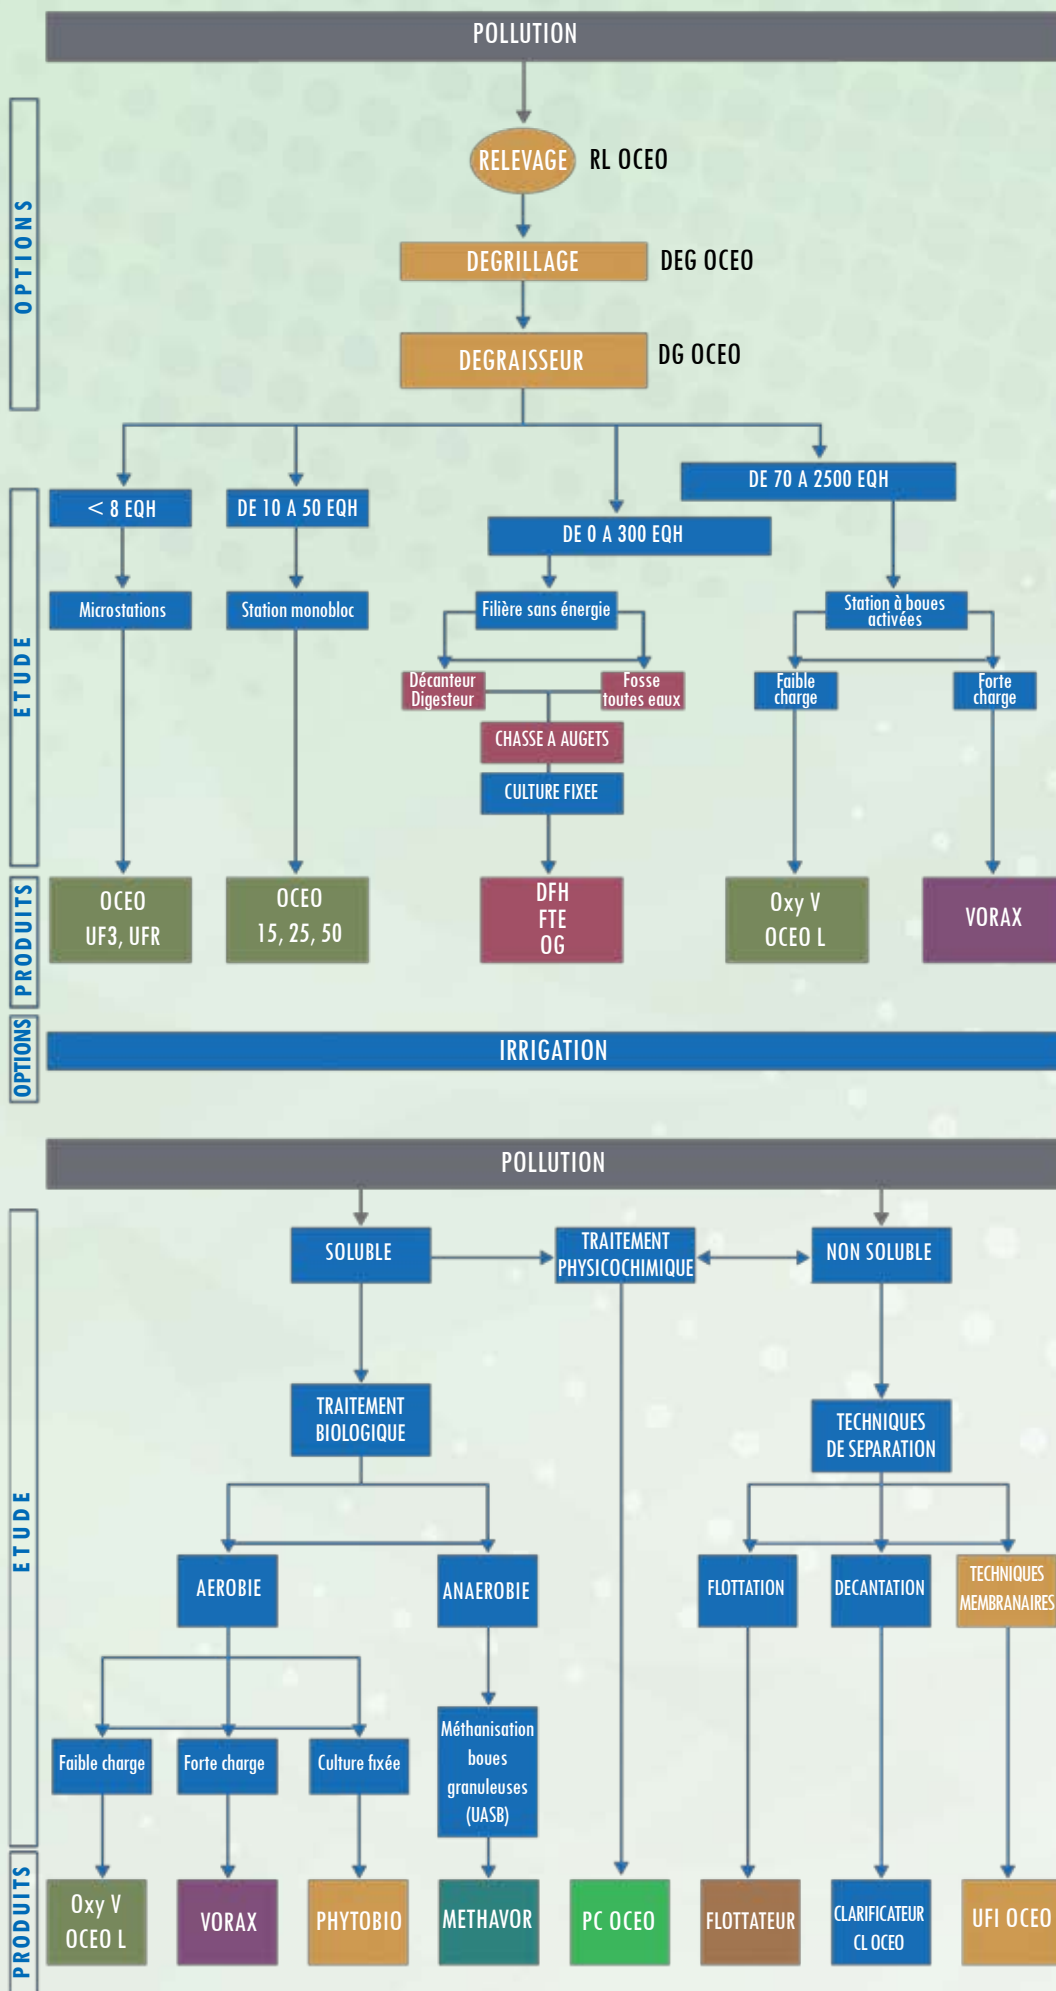 POLLUTION
OPTIONS
RELEVAGE
RL OCEO
DEGRILLAGE
DEG OCEO
DEGRAISSEUR
DG OCEO
ETUDE
< 8 EQH
DE 10 A 50 EQH
DE 0 A 300 EQH
DE 70 A 2500 EQH
Microstations
Station monobloc
Filière sans énergie
Station à boues
activées
Décanteur
Digesteur
Fosse
toutes eaux
Faible
charge
Forte
charge
CHASSE A AUGETS
CULTURE FIXEE
PRODUITS
OCEO
UF3, UFR
OCEO
15, 25, 50
DFH
FTE
OG
Oxy V
OCEO L
VORAX
OPTIONS
IRRIGATION
POLLUTION
ETUDE
SOLUBLE
TRAITEMENT
PHYSICOCHIMIQUE
NON SOLUBLE
TRAITEMENT
BIOLOGIQUE
TECHNIQUES
DE SEPARATION
AEROBIE
ANAEROBIE
FLOTTATION
DECANTATION
TECHNIQUES
MEMBRANAIRES
Faible charge
Forte charge
Culture fixée
Méthanisation
boues
granuleuses
(UASB)
PRODUITS
Oxy V
OCEO L
VORAX
PHYTOBIO
METHAVOR
PC OCEO
FLOTTATEUR
CLARIFICATEUR
CL OCEO
UFI OCEO